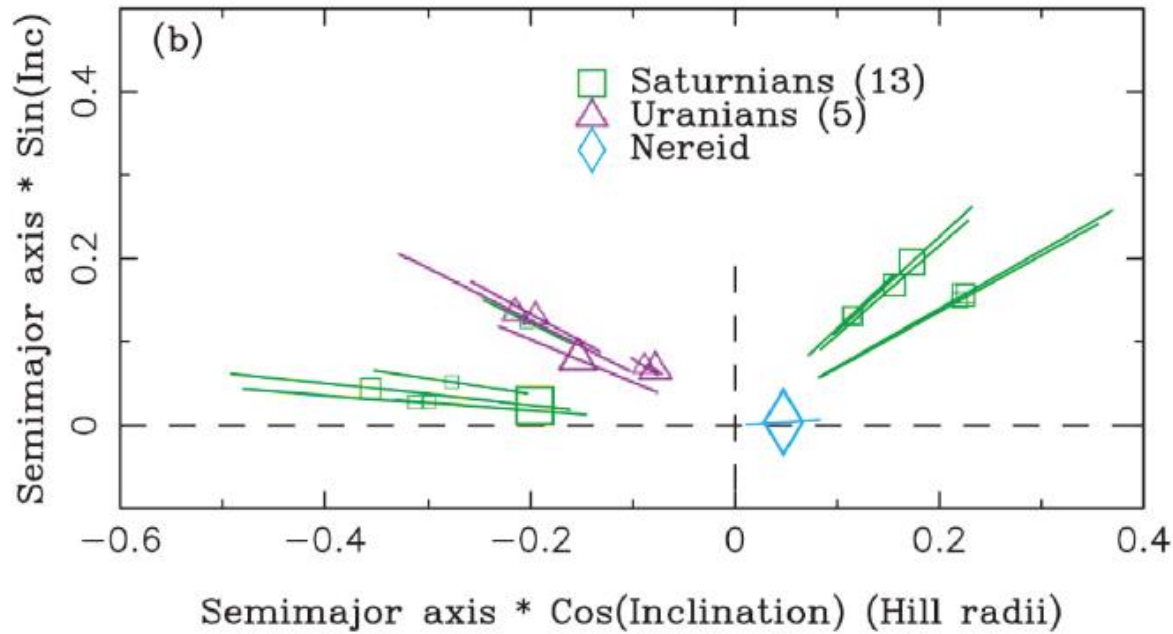 (b)
Saturnians (13)
Uranians (5)
Nereid
Semimajor axis * Sin(Inc)
0.4
0.2
0
−0.6
−0.4
−0.2
0
0.2
0.4
Semimajor axis * Cos(Inclination) (Hill radii)